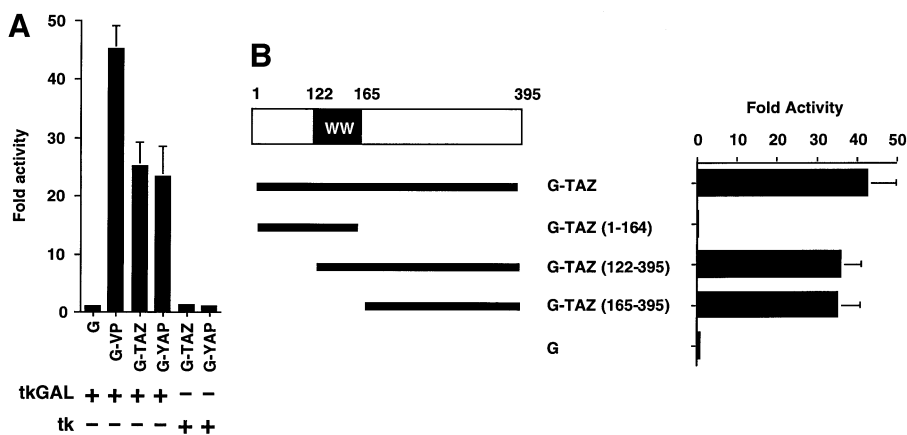 A
Fold activity
50
40
30
20
10
0
G
G-VP
G-TAZ
G-YAP
G-TAZ
G-YAP
tkGAL + + + + − −
tk − − − − + +
B
1 122 165 395
WW
G-TAZ
G-TAZ (1-164)
G-TAZ (122-395)
G-TAZ (165-395)
G
Fold Activity
0 10 20 30 40 50